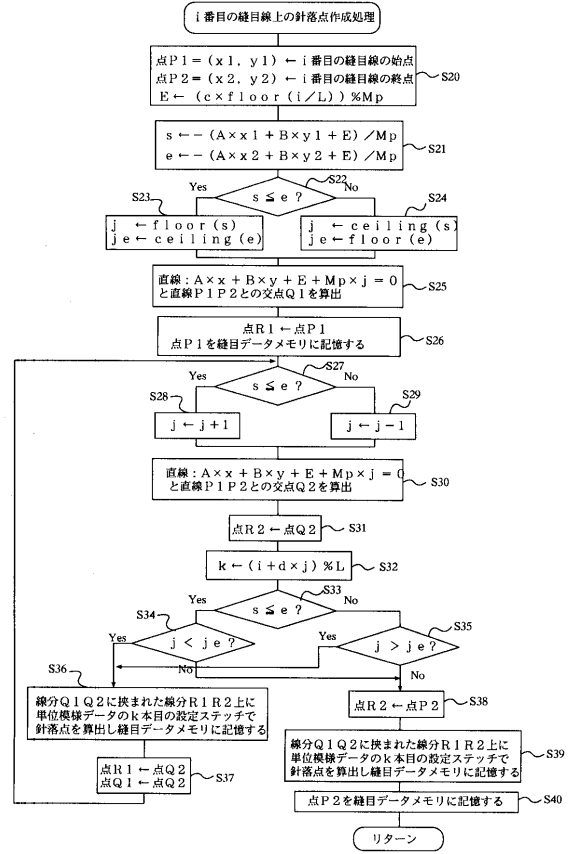 i番目の縫目線上の針落点作成処理
点P1=(x1, y1)←i番目の縫目線の始点
点P2=(x2, y2)←i番目の縫目線の終点
E←(c×floor(i/L))%Mp
S20
s←-(A×x1+B×y1+E)/Mp
e←-(A×x2+B×y2+E)/Mp
S21
S22
Yes
s≦e?
No
S23
j ←floor(s)
je←ceiling(e)
S24
j ←ceiling(s)
je←floor(e)
直線:A×x+B×y+E+Mp×j=0
と直線P1P2との交点Q1を算出
S25
点R1←点P1
点P1を縫目データメモリに記憶する
S26
S27
Yes
s≦e?
No
S28
j←j+1
S29
j←j-1
直線:A×x+B×y+E+Mp×j=0
と直線P1P2との交点Q2を算出
S30
点R2←点Q2
S31
k←(i+d×j)%L
S32
S33
Yes
s≦e?
No
S34
Yes
j<je?
No
S35
Yes
j>je?
No
S36
線分Q1Q2に挟まれた線分R1R2上に
単位模様データのk本目の設定ステッチで
針落点を算出し縫目データメモリに記憶する
点R1←点Q2
点Q1←点Q2
S37
点R2←点P2
S38
線分Q1Q2に挟まれた線分R1R2上に
単位模様データのk本目の設定ステッチで
針落点を算出し縫目データメモリに記憶する
S39
点P2を縫目データメモリに記憶する
S40
リターン